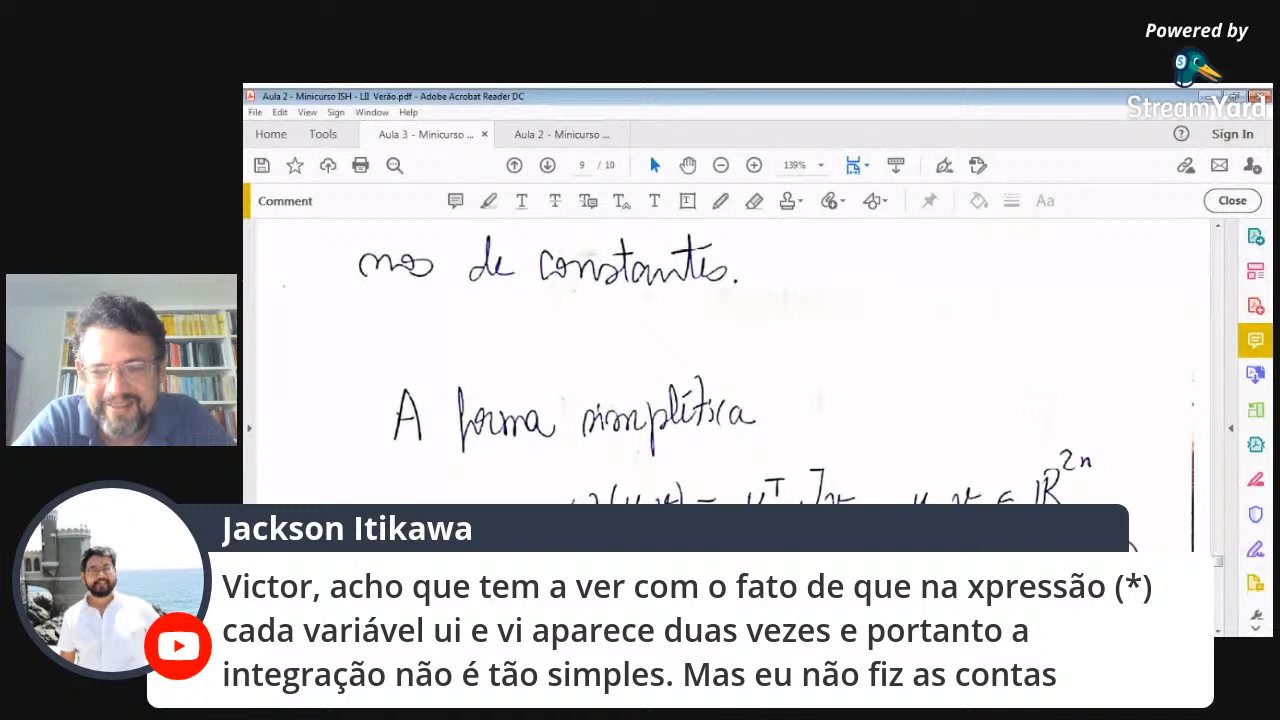 Powered by
StreamYard
Aula 2 - Minicurso ISH - LII Verão.pdf - Adobe Acrobat Reader DC
File Edit View Sign Window Help
Home Tools Aula 3 - Minicurso ... × Aula 2 - Minicurso ... Sign In
9 / 10 139%
Comment Aa Close
nos de constantes.
A forma simplítica
Jackson Itikawa
Victor, acho que tem a ver com o fato de que na xpressão (*)
cada variável ui e vi aparece duas vezes e portanto a
integração não é tão simples. Mas eu não fiz as contas